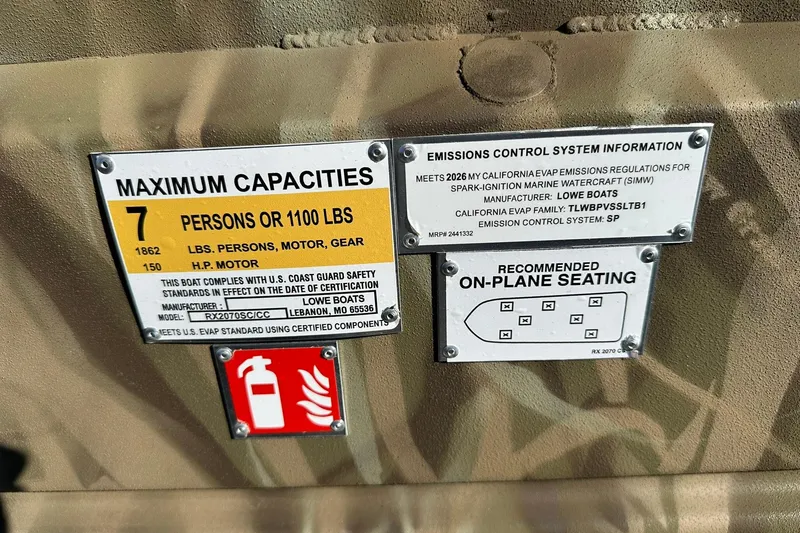 MAXIMUM CAPACITIES
7 PERSONS OR 1100 LBS
1862 LBS. PERSONS, MOTOR, GEAR
150 H.P. MOTOR
THIS BOAT COMPLIES WITH U.S. COAST GUARD SAFETY
STANDARDS IN EFFECT ON THE DATE OF CERTIFICATION
MANUFACTURER : LOWE BOATS
MODEL: RX2070SC/CC LEBANON, MO 65536
MEETS U.S. EVAP STANDARD USING CERTIFIED COMPONENTS
EMISSIONS CONTROL SYSTEM INFORMATION
MEETS 2026 MY CALIFORNIA EVAP EMISSIONS REGULATIONS FOR
SPARK-IGNITION MARINE WATERCRAFT (SIMW)
MANUFACTURER: LOWE BOATS
CALIFORNIA EVAP FAMILY: TLWBPVSSLTB1
EMISSION CONTROL SYSTEM: SP
MRP# 2441332
RECOMMENDED
ON-PLANE SEATING
RX 2070